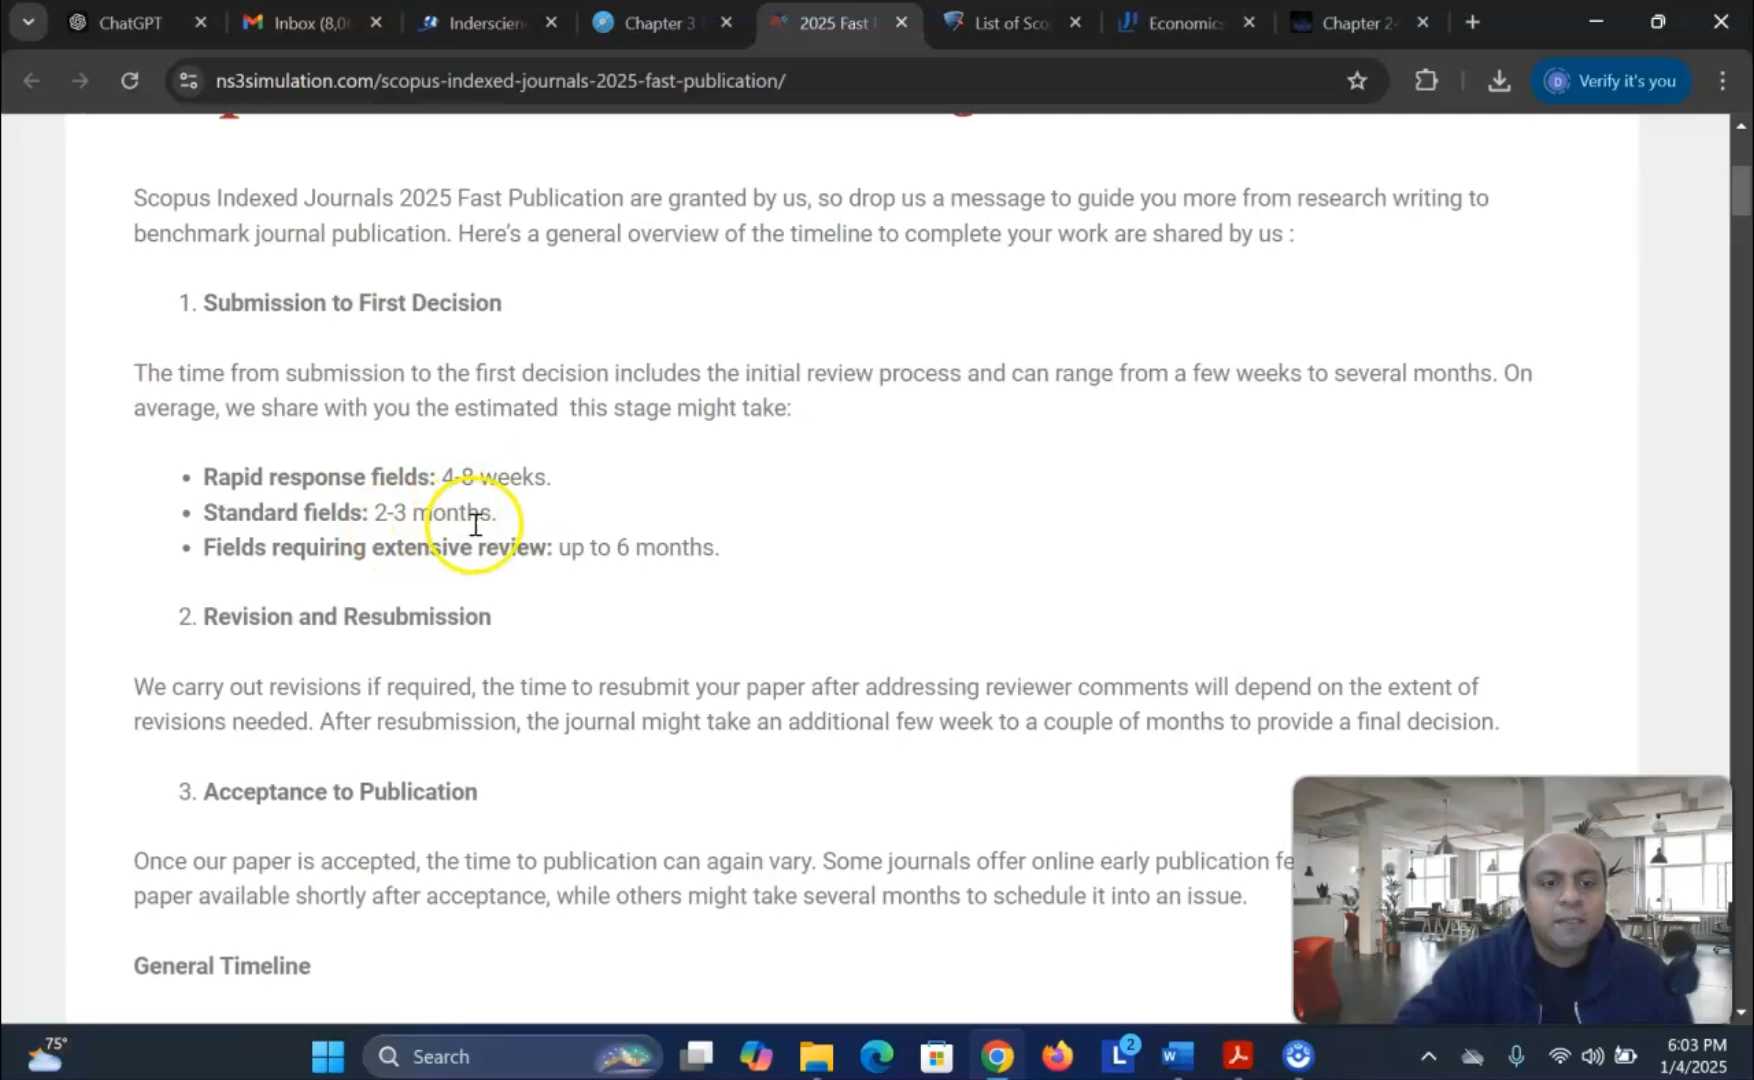 ChatGPT
Inbox (8,0
Inderscien
Chapter 3
2025 Fast
List of Sco
Economics
Chapter 2
ns3simulation.com/scopus-indexed-journals-2025-fast-publication/
Verify it's you
Scopus Indexed Journals 2025 Fast Publication are granted by us, so drop us a message to guide you more from research writing to
benchmark journal publication. Here's a general overview of the timeline to complete your work are shared by us :
1. Submission to First Decision
The time from submission to the first decision includes the initial review process and can range from a few weeks to several months. On
average, we share with you the estimated this stage might take:
• Rapid response fields: 4-8 weeks.
• Standard fields: 2-3 months.
• Fields requiring extensive review: up to 6 months.
2. Revision and Resubmission
We carry out revisions if required, the time to resubmit your paper after addressing reviewer comments will depend on the extent of
revisions needed. After resubmission, the journal might take an additional few week to a couple of months to provide a final decision.
3. Acceptance to Publication
Once our paper is accepted, the time to publication can again vary. Some journals offer online early publication fe
paper available shortly after acceptance, while others might take several months to schedule it into an issue.
General Timeline
75°
Search
2
6:03 PM
1/4/2025